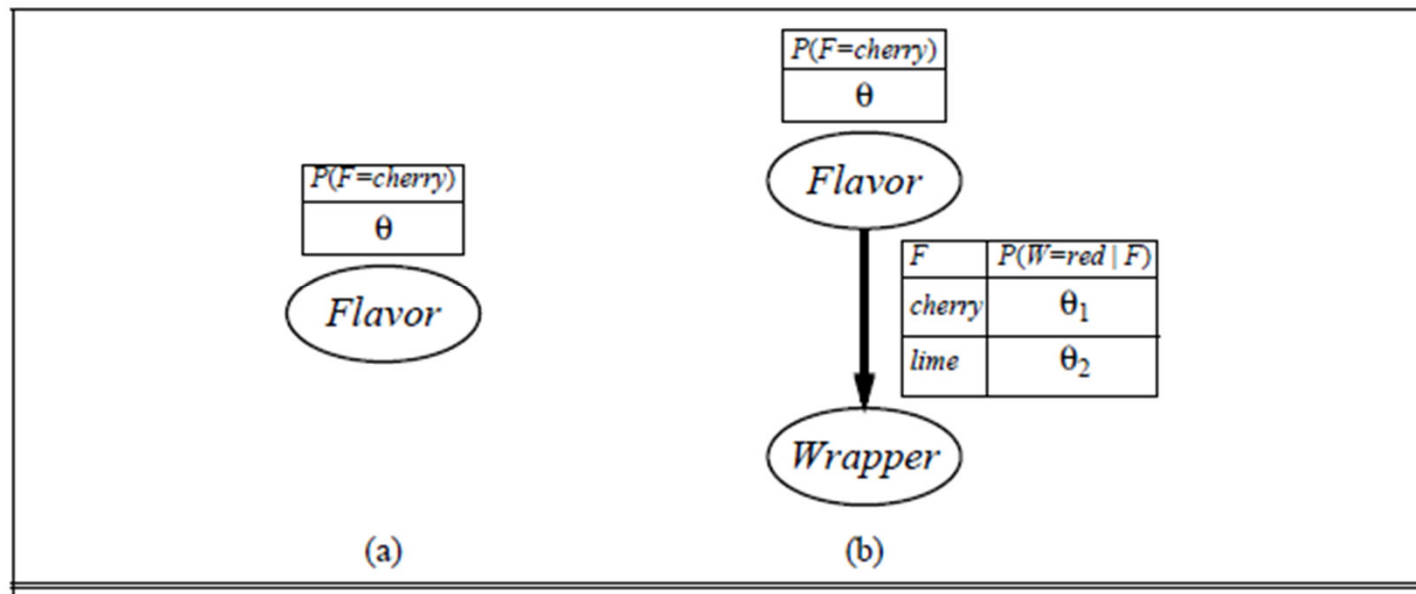 P(F=cherry)
θ
Flavor
(a)
P(F=cherry)
θ
Flavor
F P(W=red | F)
cherry θ1
lime θ2
Wrapper
(b)